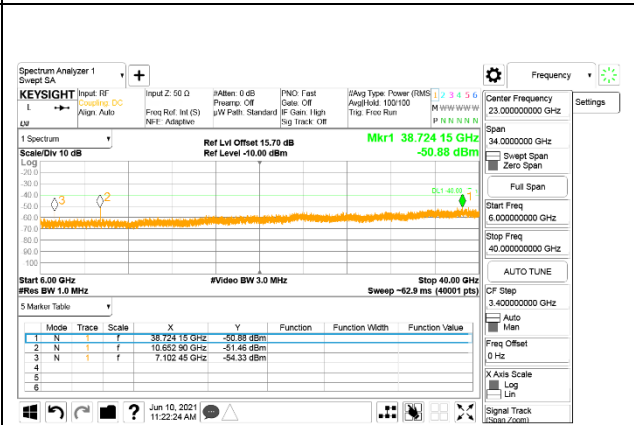 Spectrum Analyzer 1
Swept SA
+
Frequency
KEYSIGHT
Input: RF
Coupling: DC
Align: Auto
Input Z: 50 Ω
Freq Ref: Int (S)
NFE: Adaptive
#Atten: 0 dB
Preamp: Off
µW Path: Standard
PNO: Fast
Gate: Off
IF Gain: High
Sig Track: Off
#Avg Type: Power (RMS)
Avg|Hold: 100/100
Trig: Free Run
1 2 3 4 5 6
M W W W W W
P N N N N N
L
Center Frequency
23.000000000 GHz
Settings
Span
34.0000000 GHz
Swept Span
Zero Span
Full Span
Start Freq
6.000000000 GHz
Stop Freq
40.000000000 GHz
AUTO TUNE
CF Step
3.400000000 GHz
Auto
Man
Freq Offset
0 Hz
X Axis Scale
Log
Lin
Signal Track
(Span Zoom)
1 Spectrum
Scale/Div 10 dB
Ref Lvl Offset 15.70 dB
Ref Level -10.00 dBm
Mkr1 38.724 15 GHz
-50.88 dBm
Log
-20.0
-30.0
-40.0
-50.0
-60.0
-70.0
-80.0
-90.0
-100
3
2
1
Start 6.00 GHz
#Res BW 1.0 MHz
#Video BW 3.0 MHz
Stop 40.00 GHz
Sweep ~62.9 ms (40001 pts)
5 Marker Table
Mode Trace Scale X Y Function Function Width Function Value
1 N 1 f 38.724 15 GHz -50.88 dBm
2 N 1 f 10.652 90 GHz -51.46 dBm
3 N 1 f 7.102 45 GHz -54.33 dBm
4
5
6
?
Jun 10, 2021
11:22:24 AM